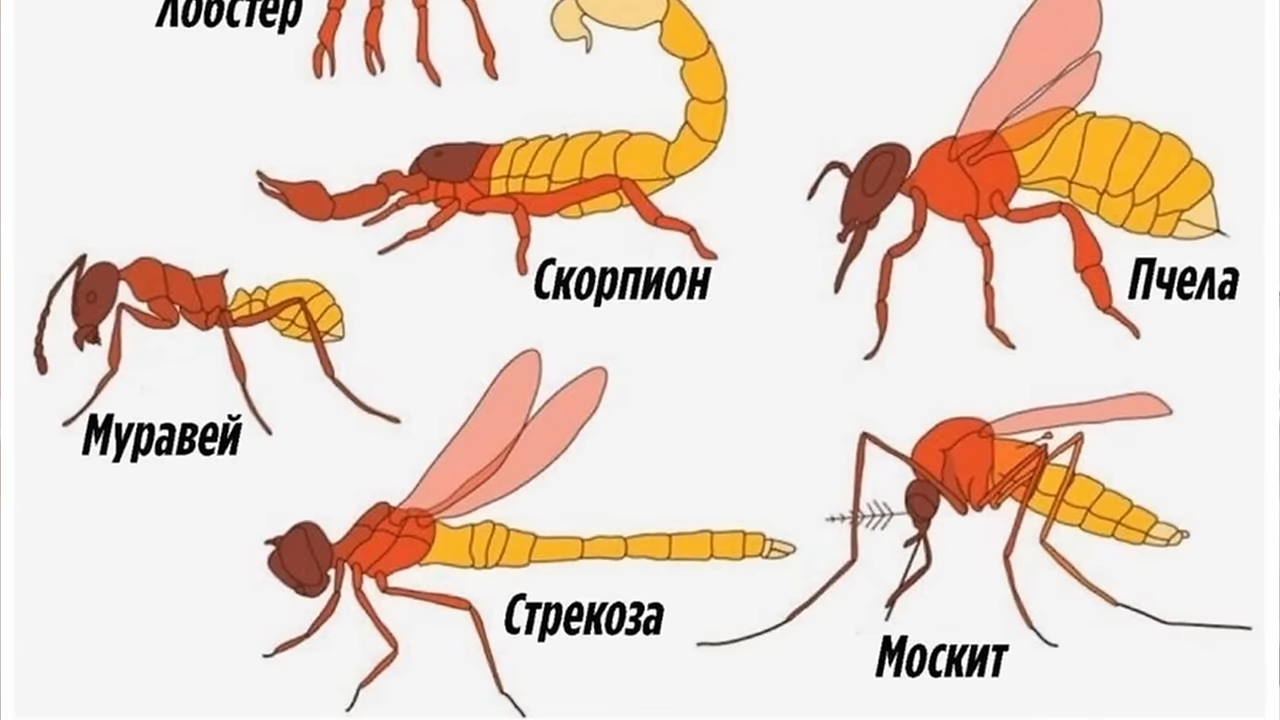 Лобстер
Скорпион
Пчела
Муравей
Стрекоза
Москит